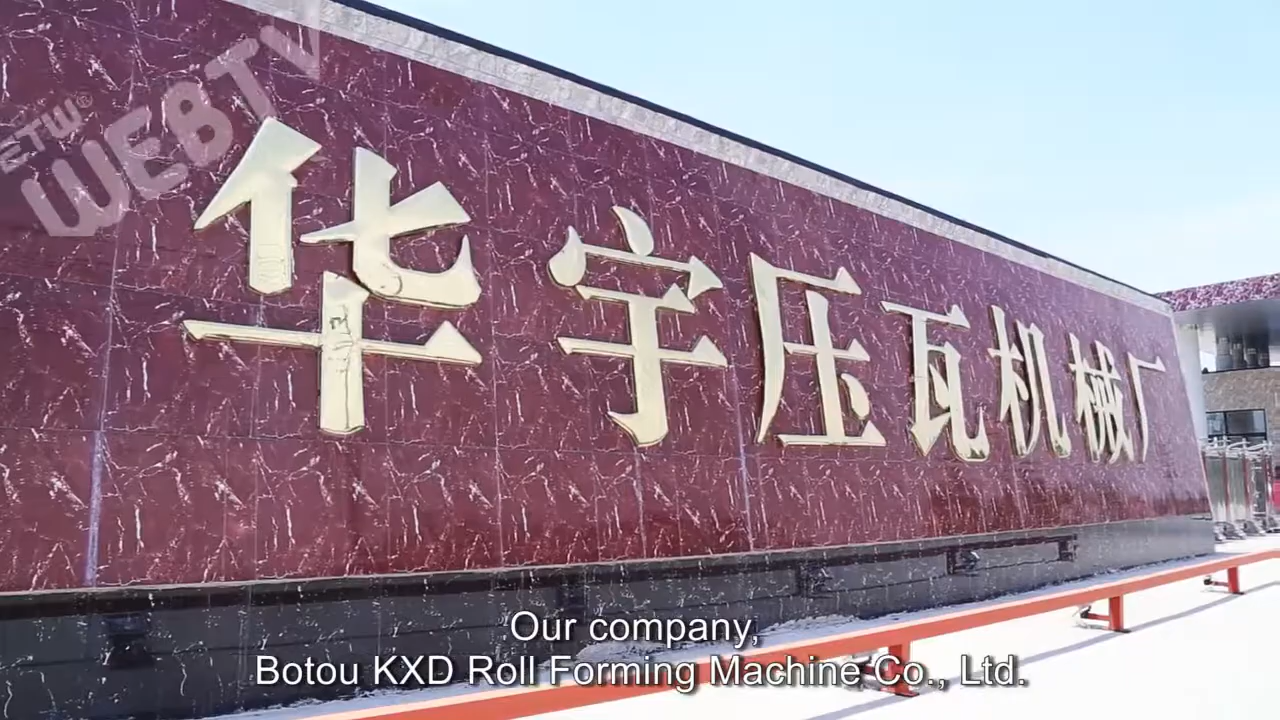 ETW®
WEBTV
华宇压瓦机械厂
Our company,
Botou KXD Roll Forming Machine Co., Ltd.